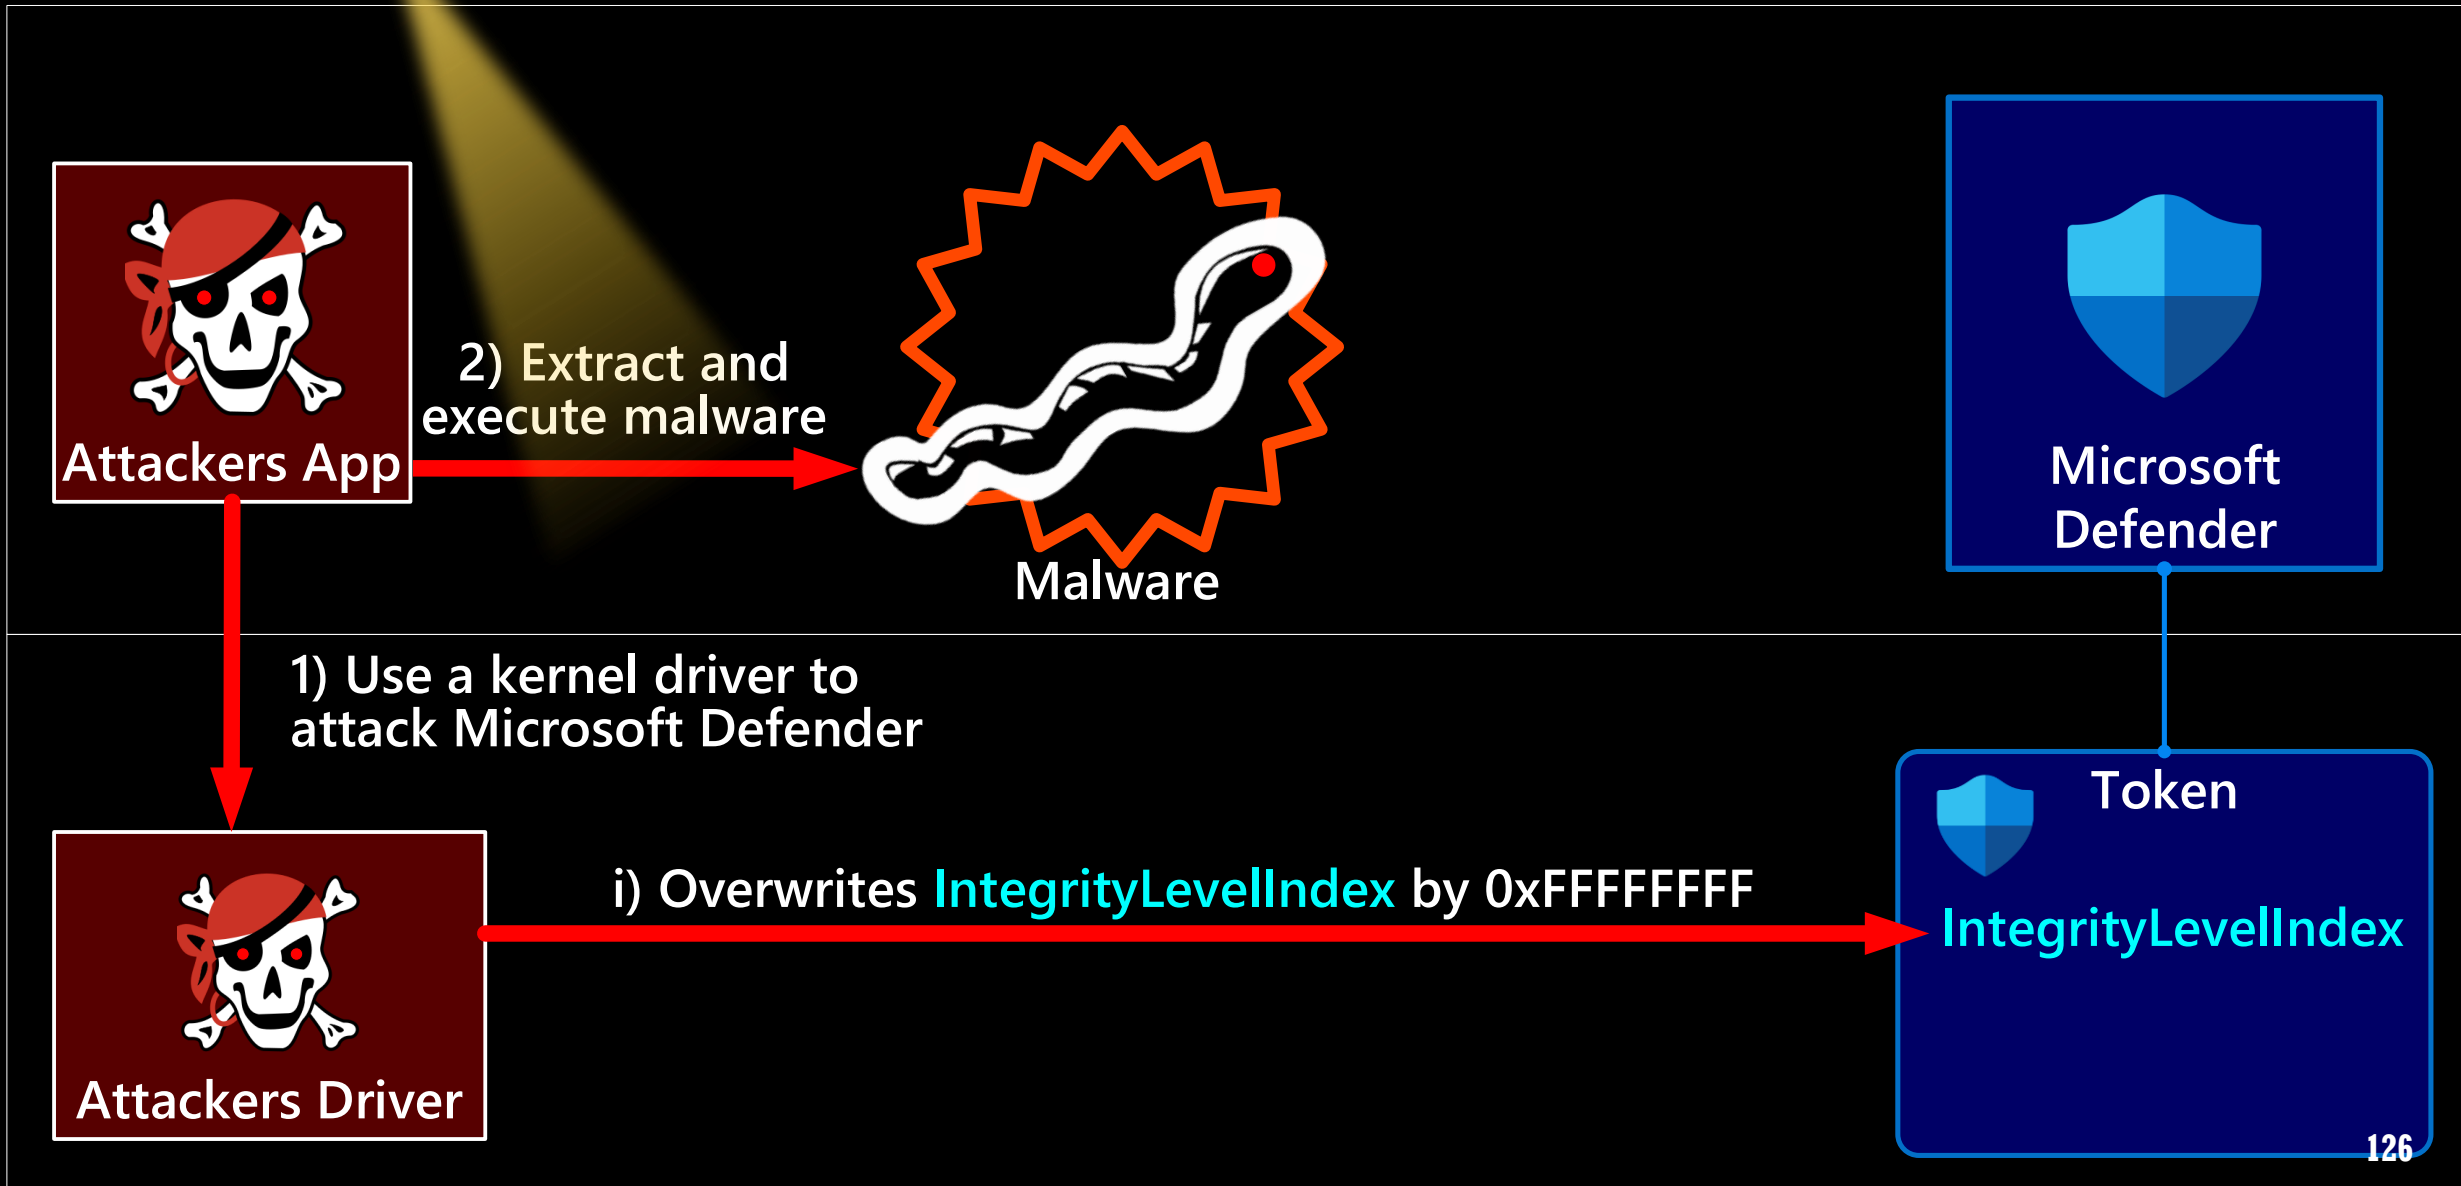 Attackers App
2) Extract and
execute malware
Malware
Microsoft
Defender
1) Use a kernel driver to
attack Microsoft Defender
Attackers Driver
i) Overwrites IntegrityLevelIndex by 0xFFFFFFFF
Token
IntegrityLevelIndex
126